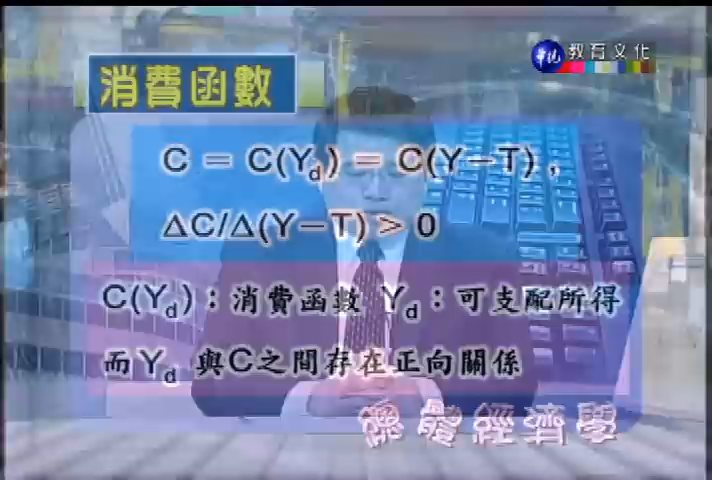 華視 教育文化
消費函數
C = C(Yd) = C(Y－T)，
ΔC/Δ(Y－T) > 0
C(Yd)：消費函數 Yd：可支配所得
而Yd 與C之間存在正向關係
總體經濟學